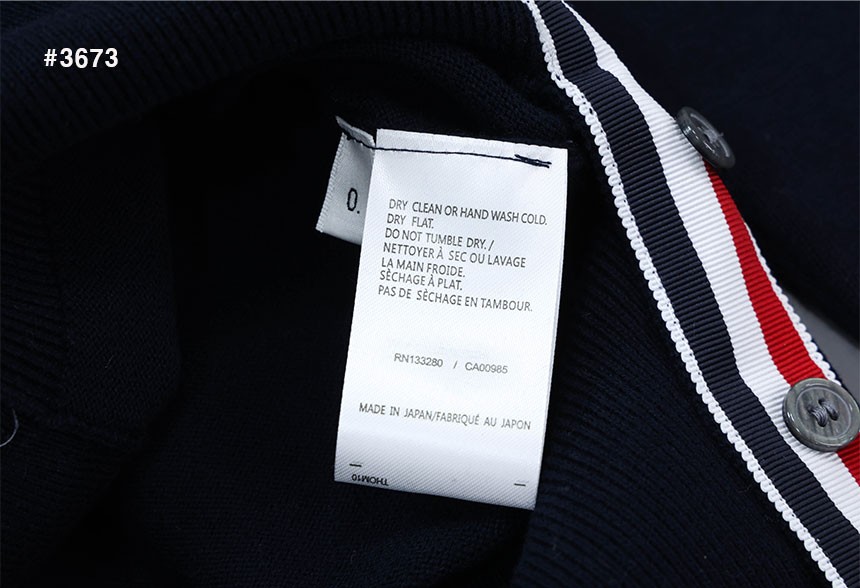 #3673
0.
DRY CLEAN OR HAND WASH COLD.
DRY FLAT.
DO NOT TUMBLE DRY. /
NETTOYER À SEC OU LAVAGE
LA MAIN FROIDE.
SÈCHAGE À PLAT.
PAS DE SÈCHAGE EN TAMBOUR.
RN133280 / CA00985
MADE IN JAPAN/FABRIQUÉ AU JAPON
THOM10